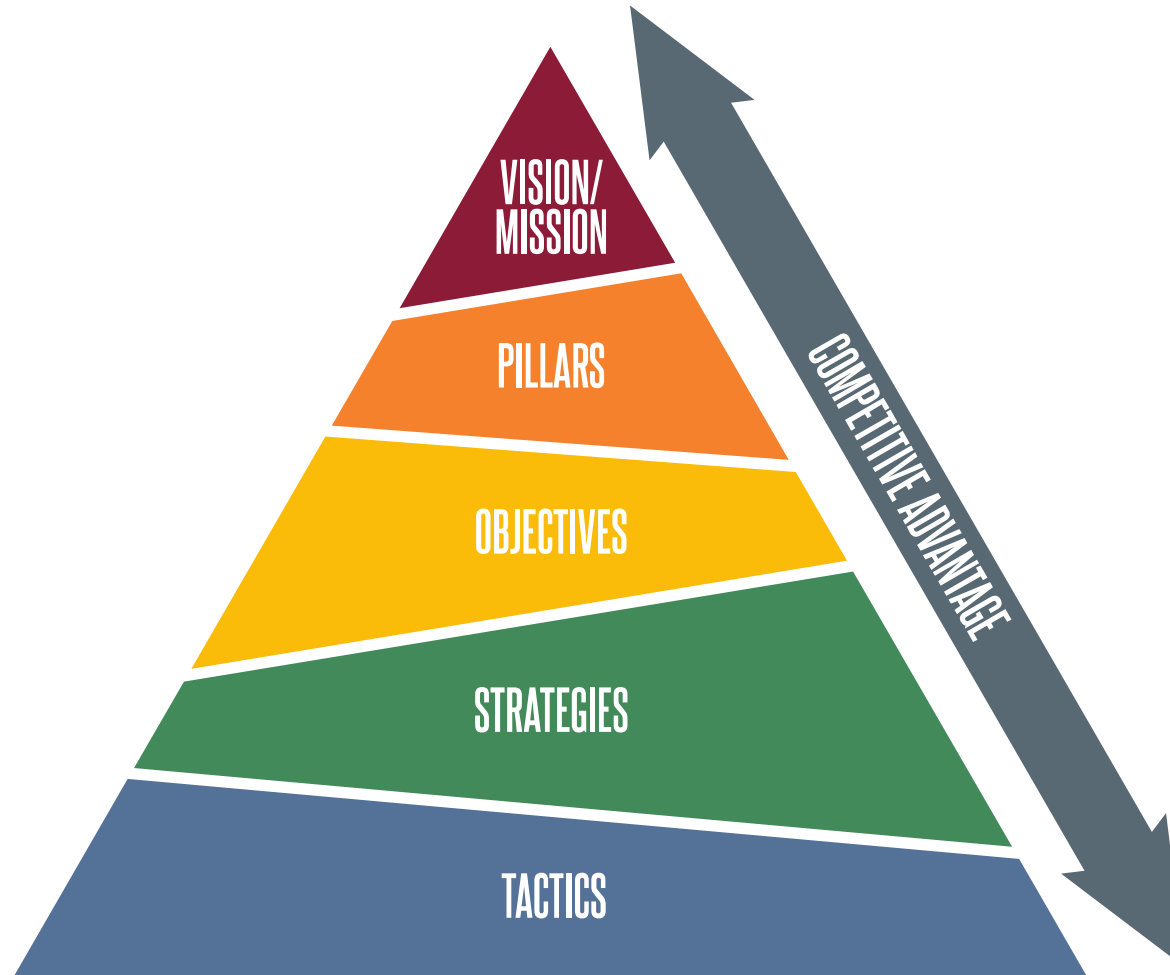 VISION/
MISSION
PILLARS
OBJECTIVES
STRATEGIES
TACTICS
COMPETITIVE ADVANTAGE